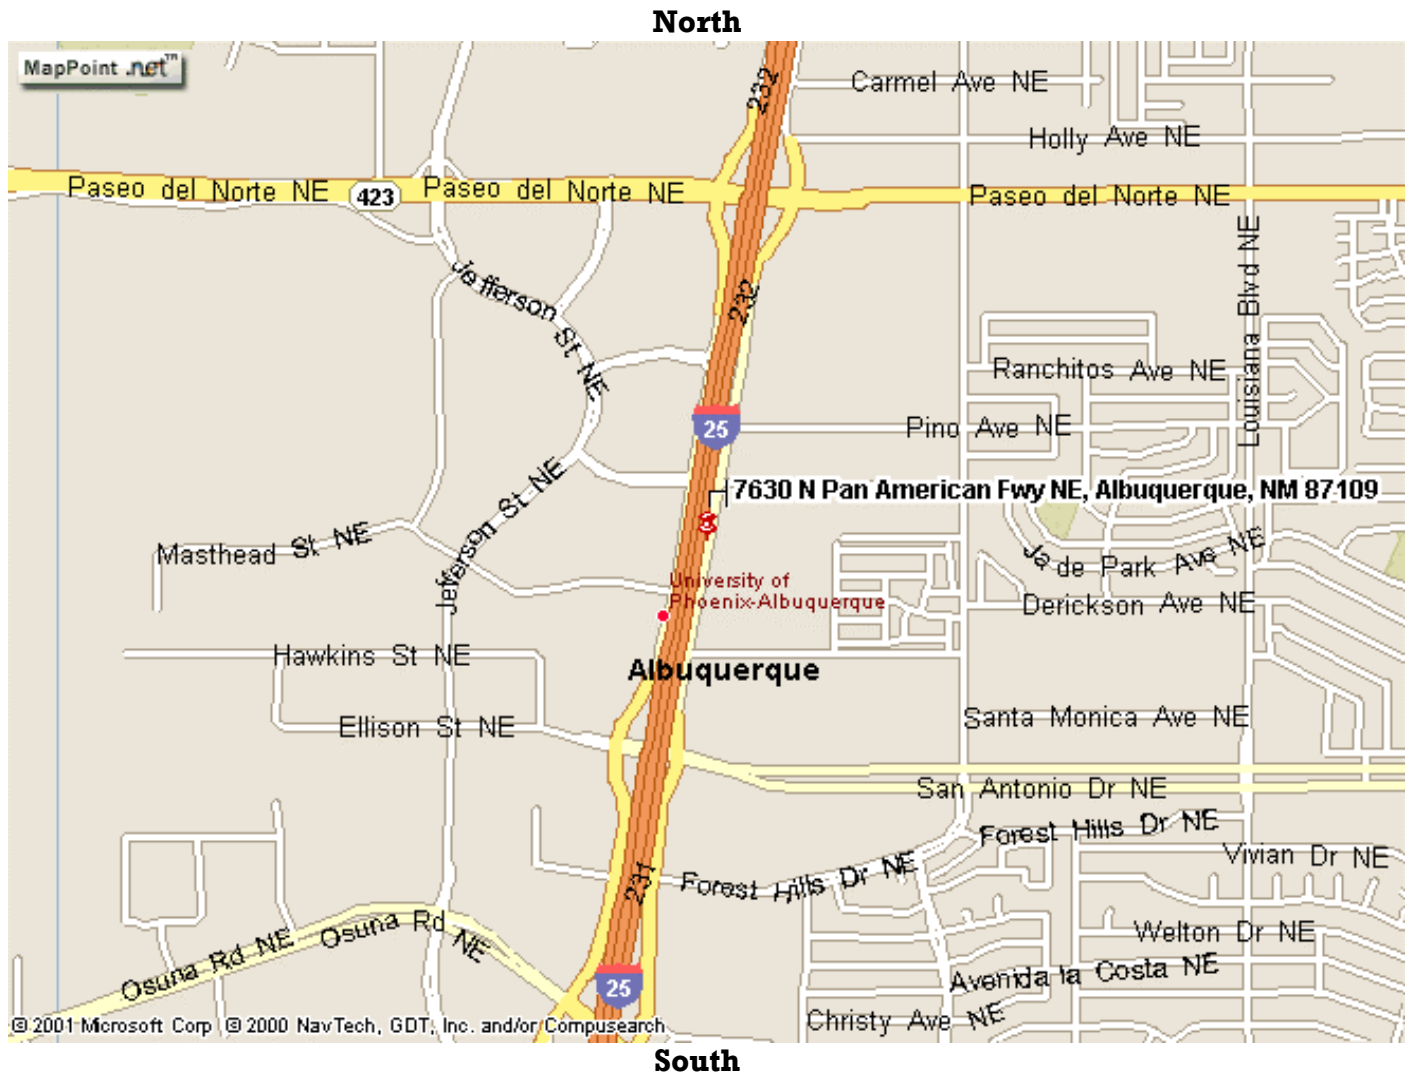 North
MapPoint .net™
232
Carmel Ave NE
Holly Ave NE
Paseo del Norte NE
423
Paseo del Norte NE
Paseo del Norte NE
Louisiana Blvd NE
Jefferson St NE
232
Ranchitos Ave NE
25
Pino Ave NE
7630 N Pan American Fwy NE, Albuquerque, NM 87109
Jefferson St NE
Masthead St NE
Jade Park Ave NE
University of
Phoenix-Albuquerque
Derickson Ave NE
Hawkins St NE
Albuquerque
Ellison St NE
Santa Monica Ave NE
San Antonio Dr NE
Forest Hills Dr NE
Vivian Dr NE
231
Forest Hills Dr NE
Osuna Rd NE
Osuna Rd NE
Welton Dr NE
Avenida la Costa NE
25
Christy Ave NE
© 2001 Microsoft Corp © 2000 NavTech, GDT, Inc. and/or Compusearch
South